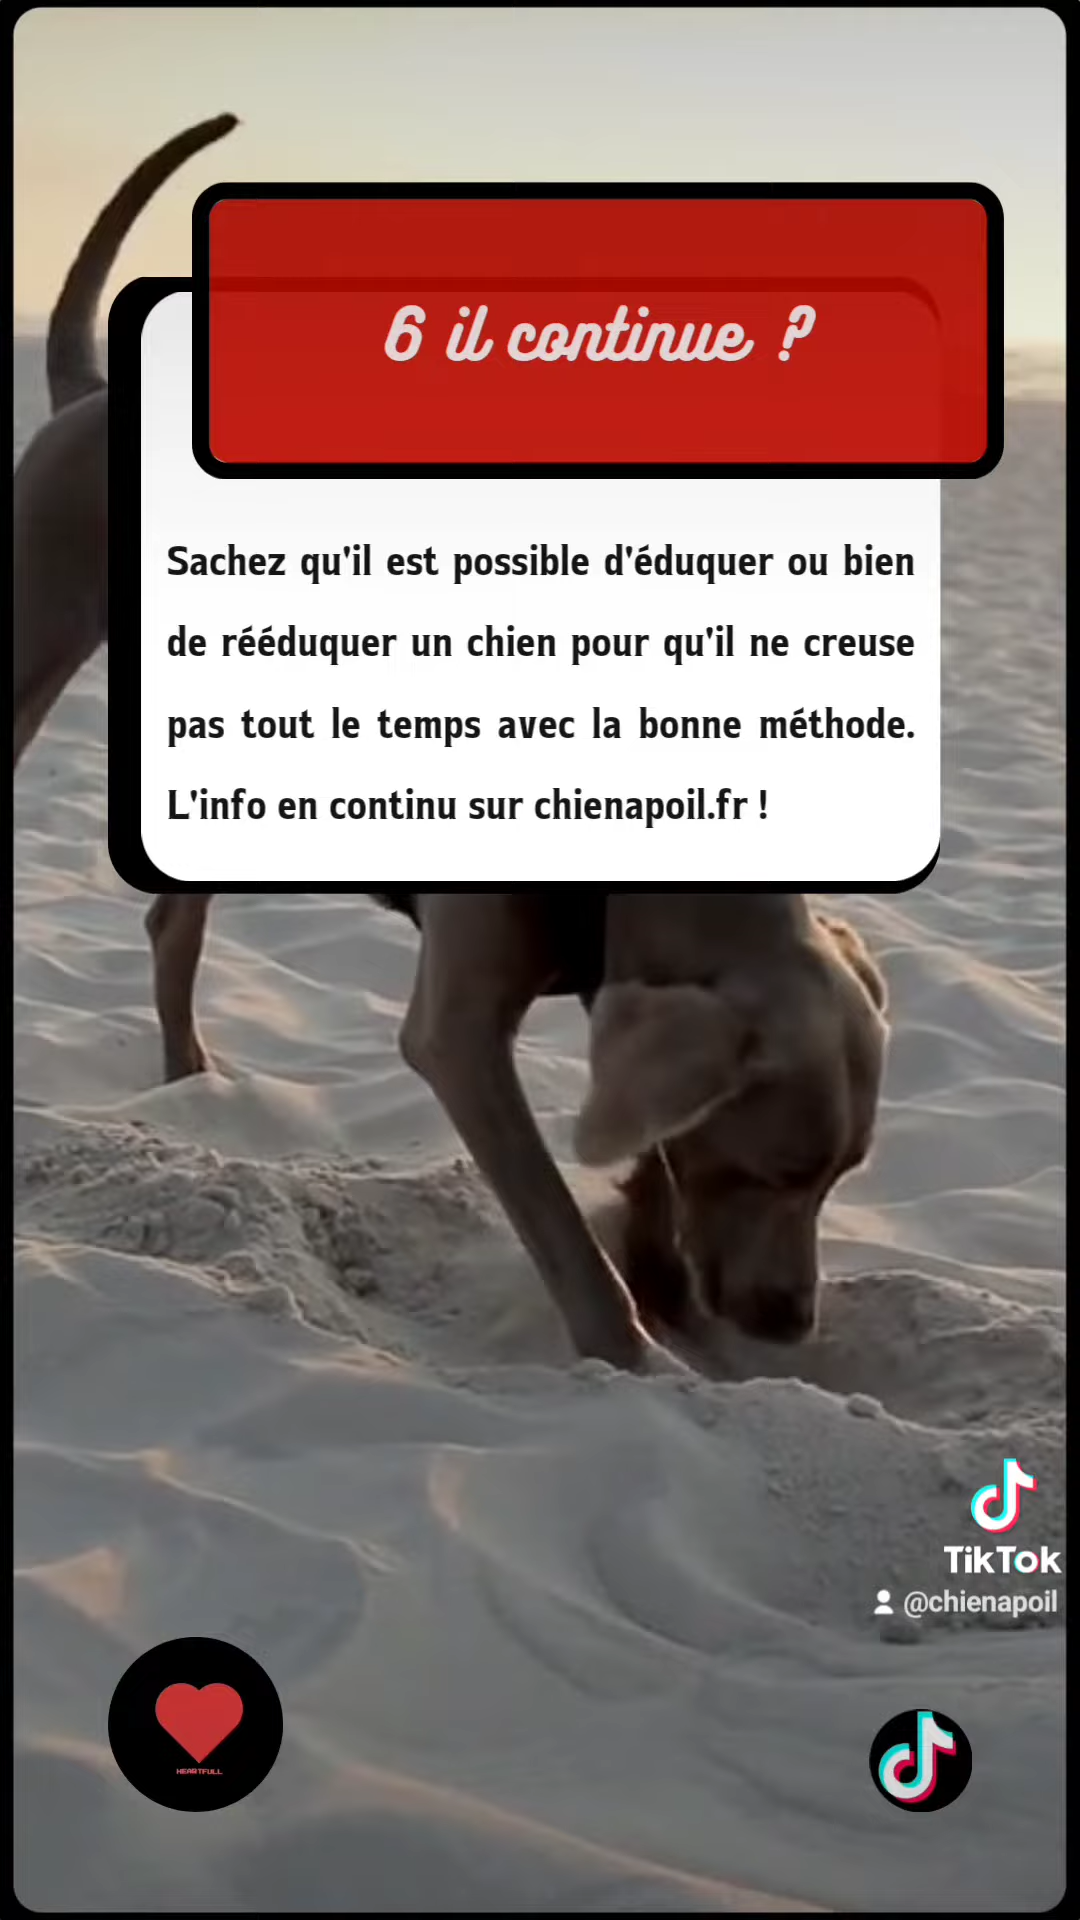 6 il continue ?
Sachez qu'il est possible d'éduquer ou bien
de rééduquer un chien pour qu'il ne creuse
pas tout le temps avec la bonne méthode.
L'info en continu sur chienapoil.fr !
TikTok
@chienapoil
HEARTFULL